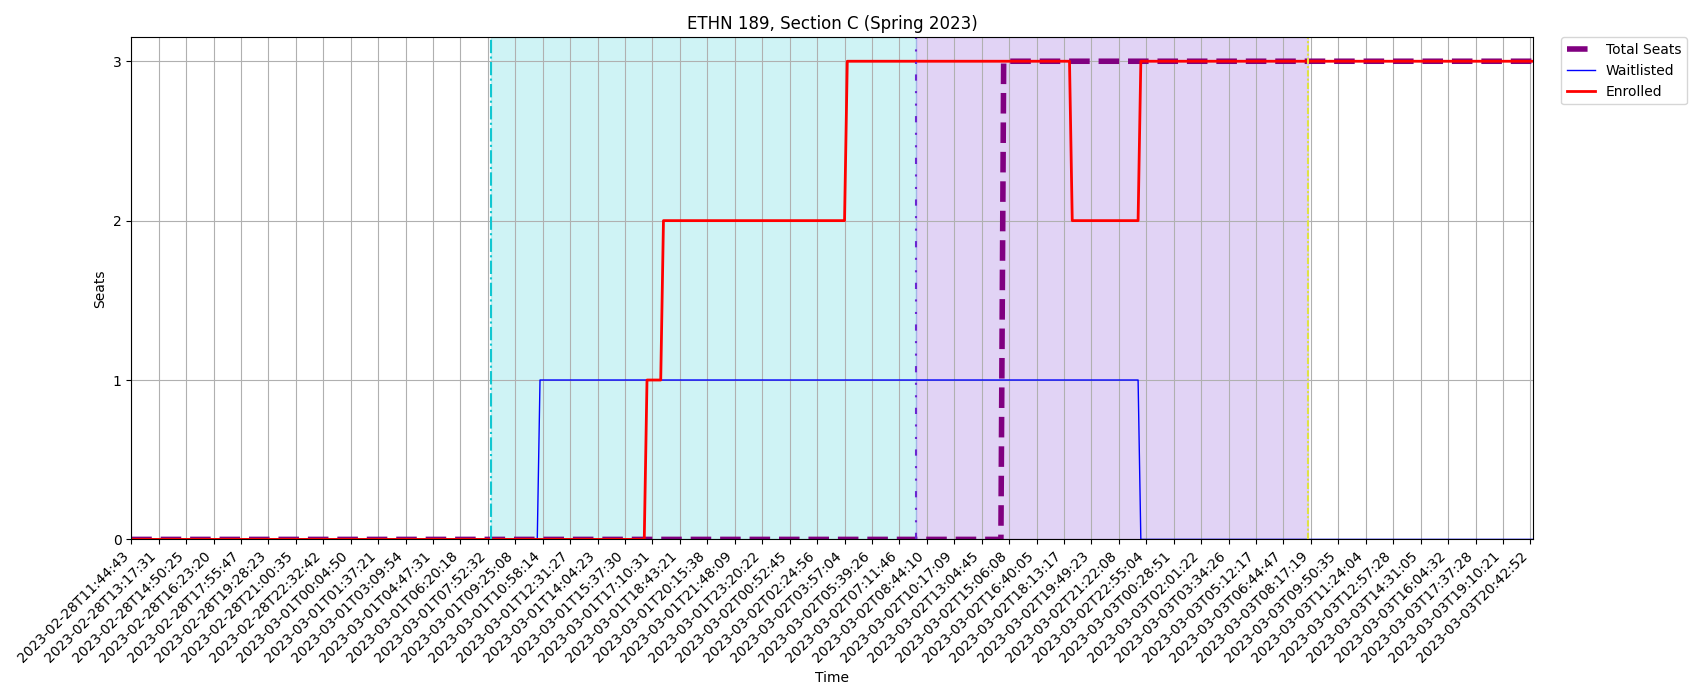 ETHN 189, Section C (Spring 2023)
Total Seats
Waitlisted
Enrolled
Seats
3
2
1
0
2023-02-28T11:44:43
2023-02-28T13:17:31
2023-02-28T14:50:25
2023-02-28T16:23:20
2023-02-28T17:55:47
2023-02-28T19:28:23
2023-02-28T21:00:35
2023-02-28T22:32:42
2023-03-01T00:04:50
2023-03-01T01:37:21
2023-03-01T03:09:54
2023-03-01T04:47:31
2023-03-01T06:20:18
2023-03-01T07:52:32
2023-03-01T09:25:08
2023-03-01T10:58:14
2023-03-01T12:31:27
2023-03-01T14:04:23
2023-03-01T15:37:30
2023-03-01T17:10:31
2023-03-01T18:43:21
2023-03-01T20:15:38
2023-03-01T21:48:09
2023-03-01T23:20:22
2023-03-02T00:52:45
2023-03-02T02:24:56
2023-03-02T03:57:04
2023-03-02T05:39:26
2023-03-02T07:11:46
2023-03-02T08:44:10
2023-03-02T10:17:09
2023-03-02T13:04:45
2023-03-02T15:06:08
2023-03-02T16:40:05
2023-03-02T18:13:17
2023-03-02T19:49:23
2023-03-02T21:22:08
2023-03-02T22:55:04
2023-03-03T00:28:51
2023-03-03T02:01:22
2023-03-03T03:34:26
2023-03-03T05:12:17
2023-03-03T06:44:47
2023-03-03T08:17:19
2023-03-03T09:50:35
2023-03-03T11:24:04
2023-03-03T12:57:28
2023-03-03T14:31:05
2023-03-03T16:04:32
2023-03-03T17:37:28
2023-03-03T19:10:21
2023-03-03T20:42:52
Time